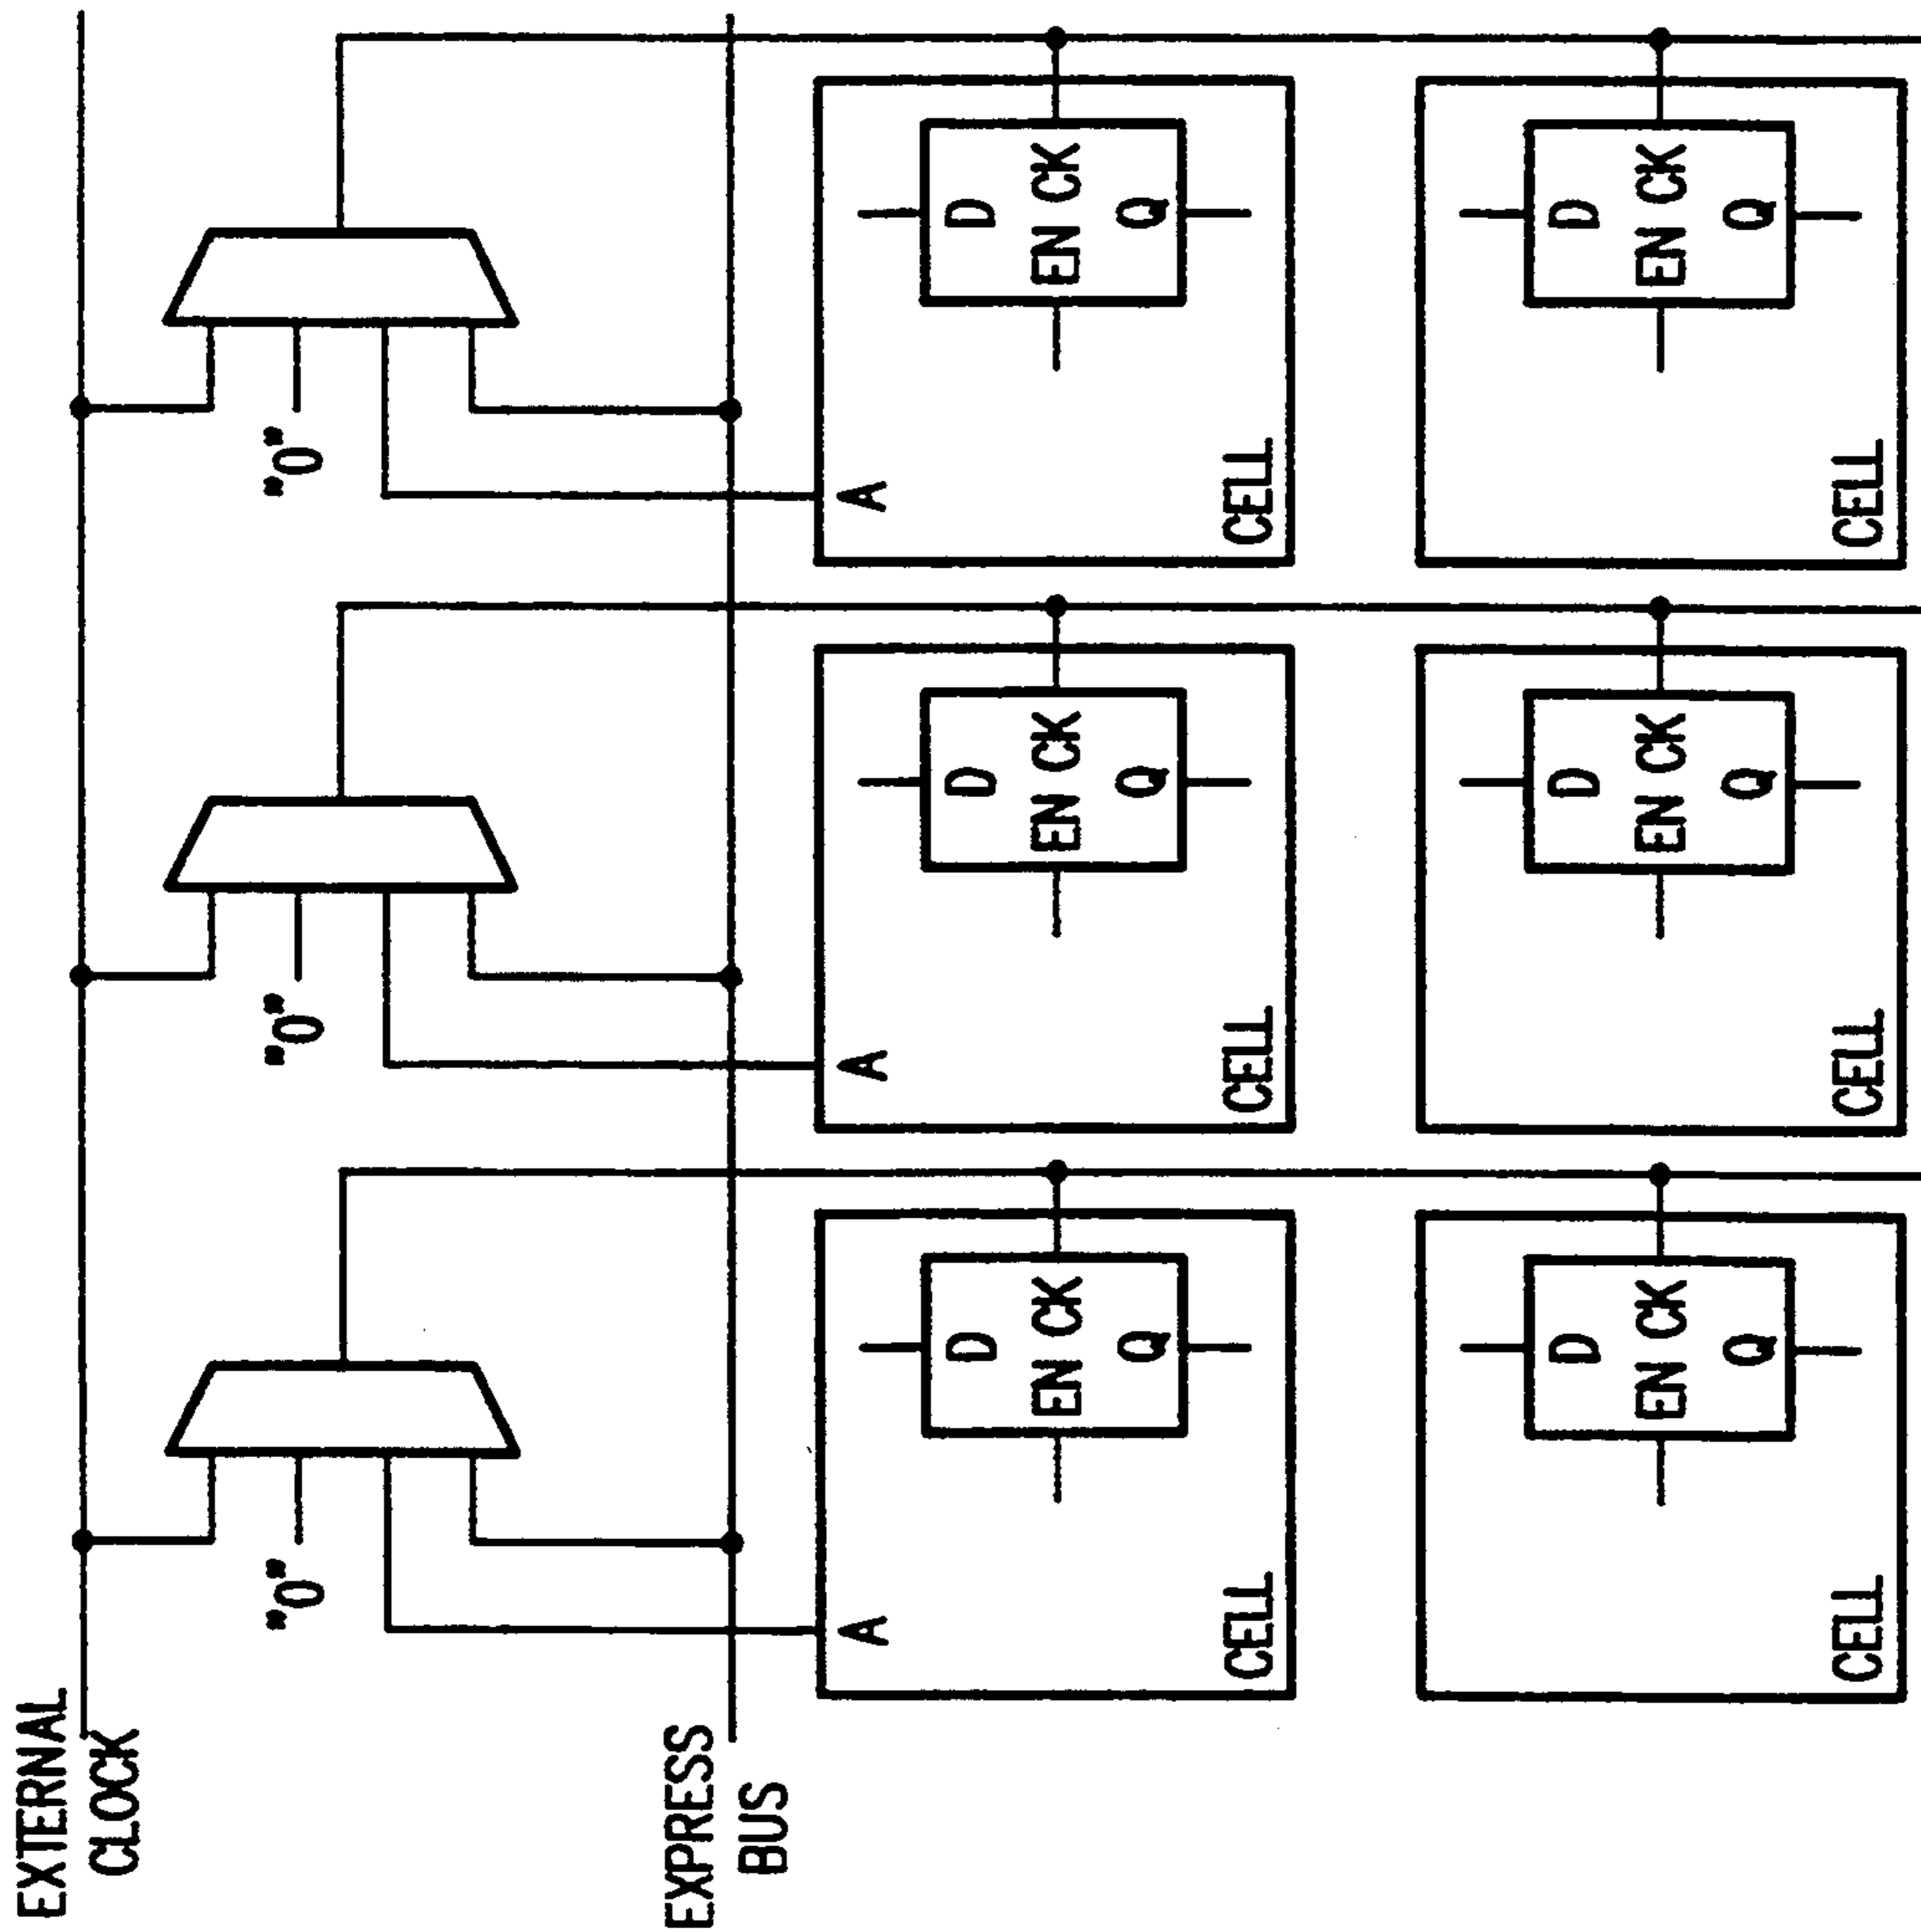 EXTERNAL
CLOCK
"0" "0" "0"
EXPRESS
BUS
A A A
D D D
EN CK EN CK EN CK
Q Q Q
CELL CELL CELL
D D D
EN CK EN CK EN CK
Q Q Q
CELL CELL CELL